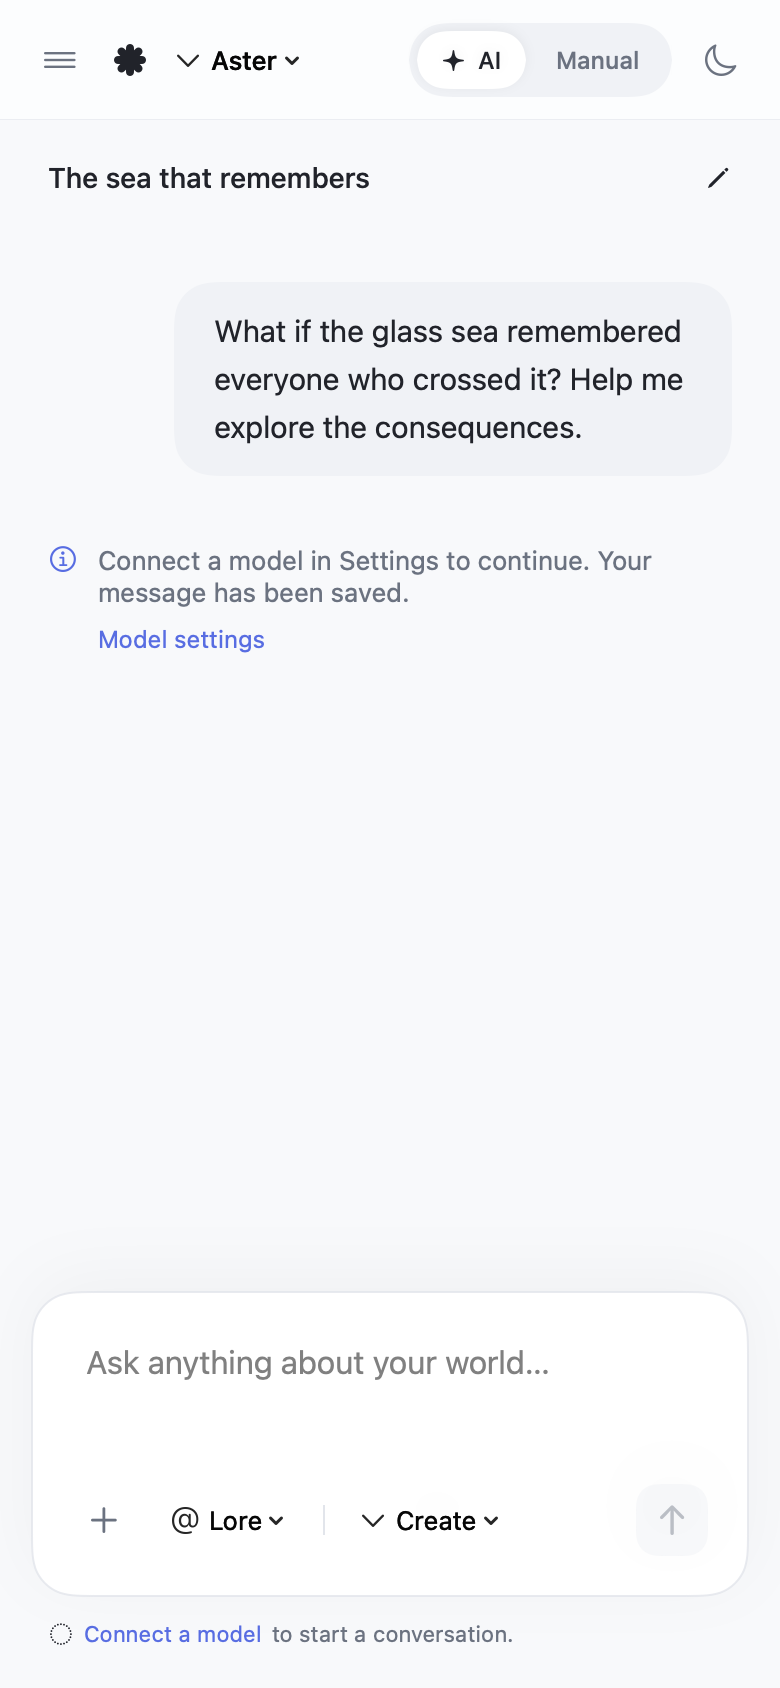 Aster
AI
Manual
The sea that remembers
What if the glass sea remembered
everyone who crossed it? Help me
explore the consequences.
Connect a model in Settings to continue. Your
message has been saved.
Model settings
Ask anything about your world...
@ Lore
Create
Connect a model to start a conversation.